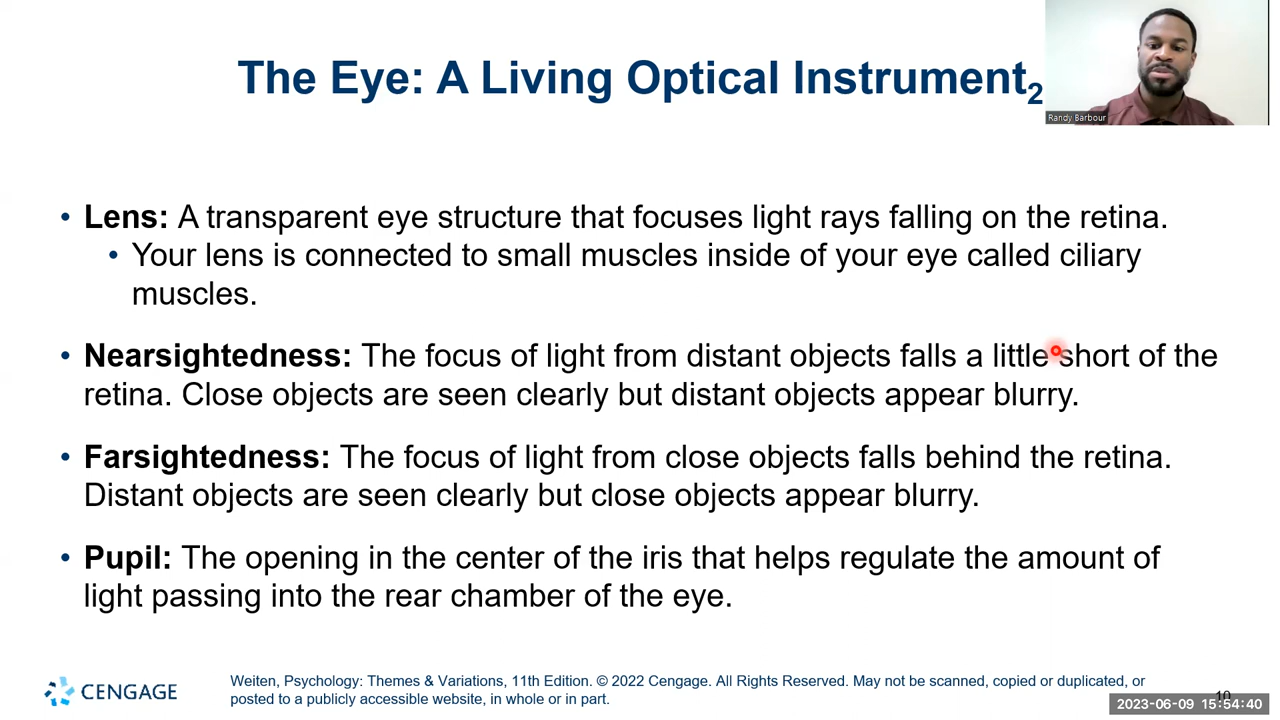 The Eye: A Living Optical Instrument2
Randy Barbour
• Lens: A transparent eye structure that focuses light rays falling on the retina.
• Your lens is connected to small muscles inside of your eye called ciliary
muscles.
• Nearsightedness: The focus of light from distant objects falls a little short of the
retina. Close objects are seen clearly but distant objects appear blurry.
• Farsightedness: The focus of light from close objects falls behind the retina.
Distant objects are seen clearly but close objects appear blurry.
• Pupil: The opening in the center of the iris that helps regulate the amount of
light passing into the rear chamber of the eye.
CENGAGE
Weiten, Psychology: Themes & Variations, 11th Edition. © 2022 Cengage. All Rights Reserved. May not be scanned, copied or duplicated, or
posted to a publicly accessible website, in whole or in part.
10
2023-06-09 15:54:40